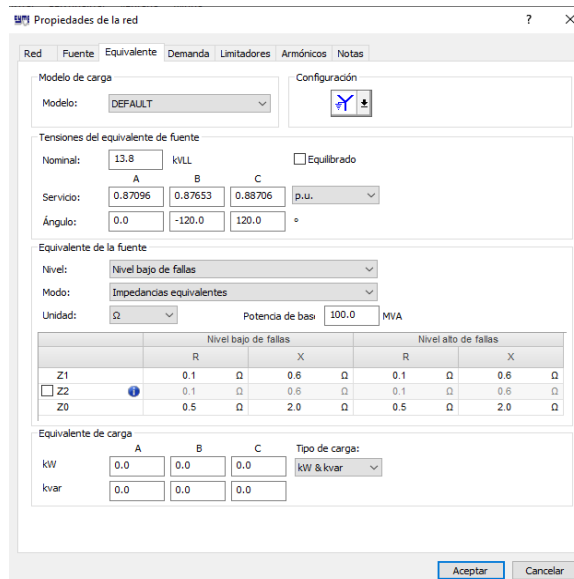 Propiedades de la red ?
Red Fuente Equivalente Demanda Limitadores Armónicos Notas
Modelo de carga
Modelo: DEFAULT
Configuración
Tensiones del equivalente de fuente
Nominal: 13.8 kVLL Equilibrado
A B C
Servicio: 0.87096 0.87653 0.88706 p.u.
Ángulo: 0.0 -120.0 120.0 °
Equivalente de la fuente
Nivel: Nivel bajo de fallas
Modo: Impedancias equivalentes
Unidad: Ω Potencia de base 100.0 MVA
Nivel bajo de fallas Nivel alto de fallas
R X R X
Z1 0.1 Ω 0.6 Ω 0.1 Ω 0.6 Ω
Z2 0.1 Ω 0.6 Ω 0.1 Ω 0.6 Ω
Z0 0.5 Ω 2.0 Ω 0.5 Ω 2.0 Ω
Equivalente de carga
A B C Tipo de carga:
kW 0.0 0.0 0.0 kW & kvar
kvar 0.0 0.0 0.0
Aceptar Cancelar